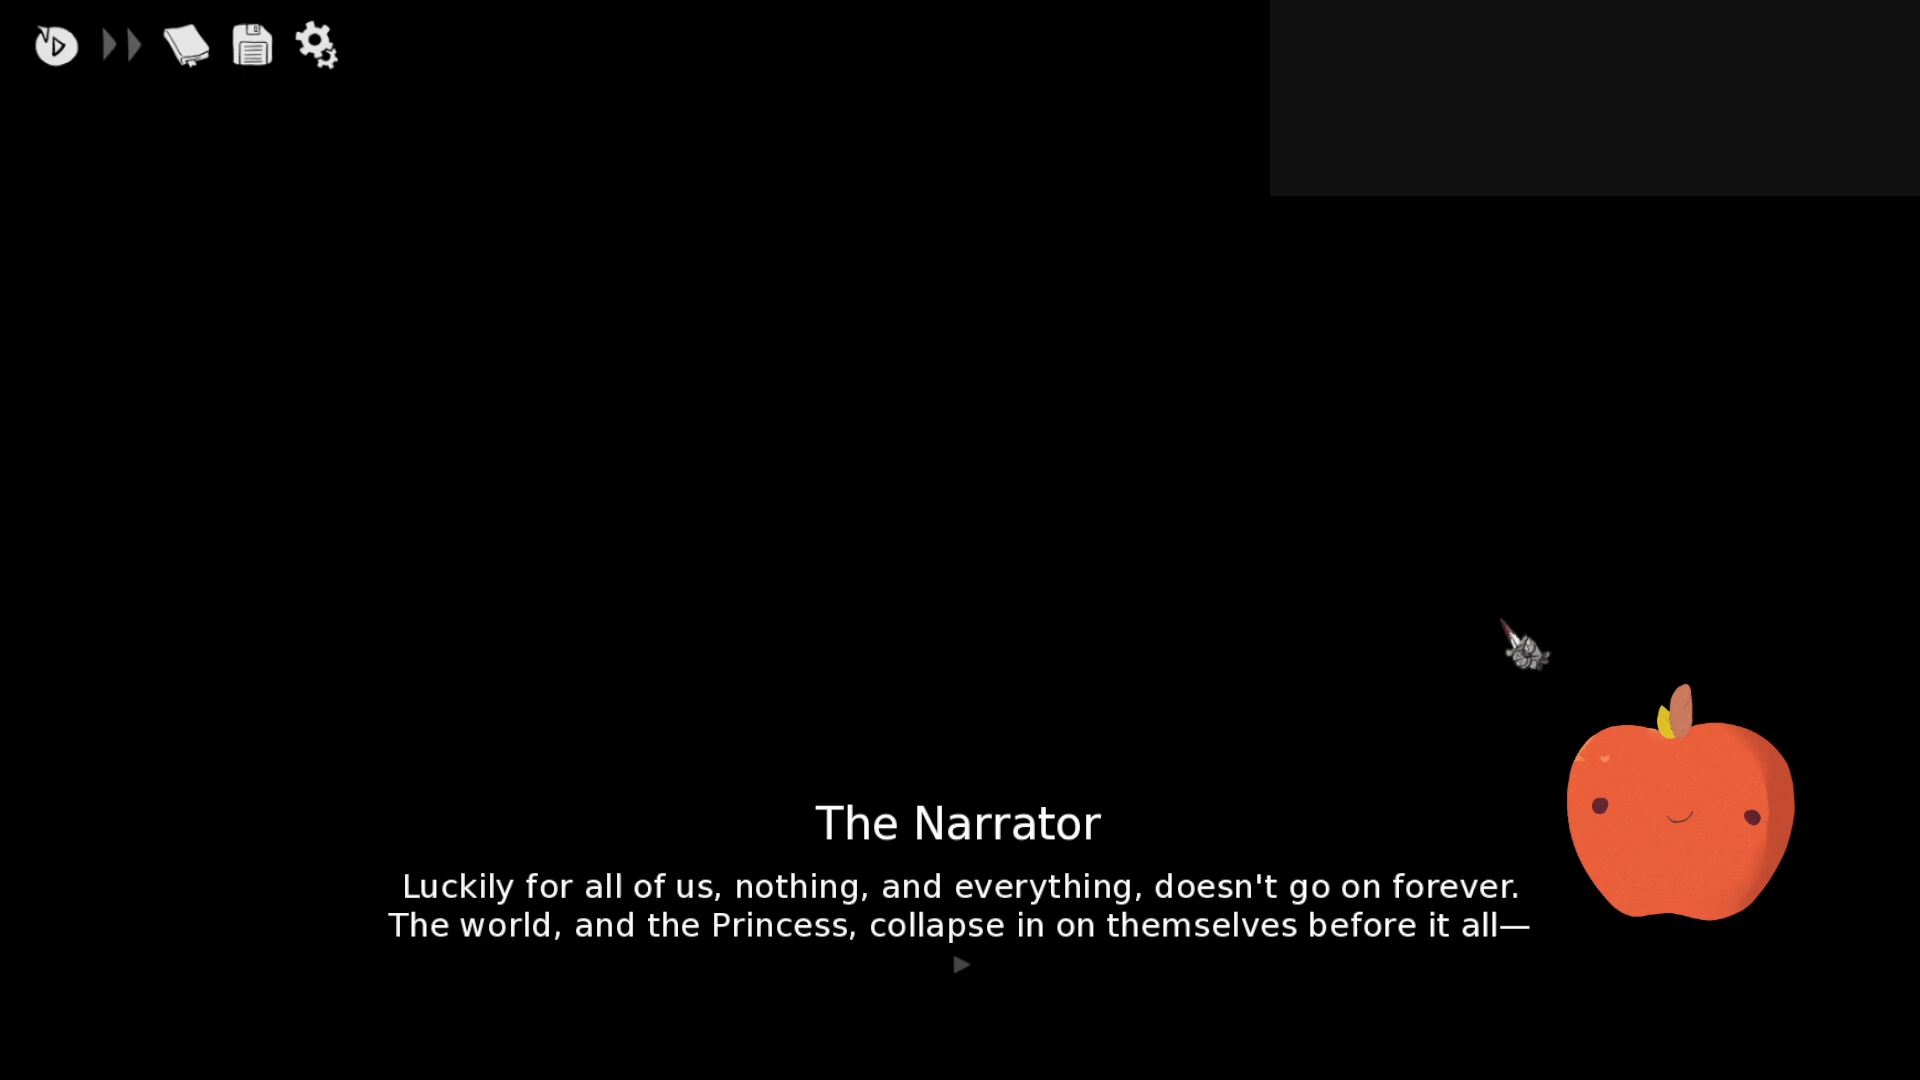 The Narrator
Luckily for all of us, nothing, and everything, doesn't go on forever.
The world, and the Princess, collapse in on themselves before it all—